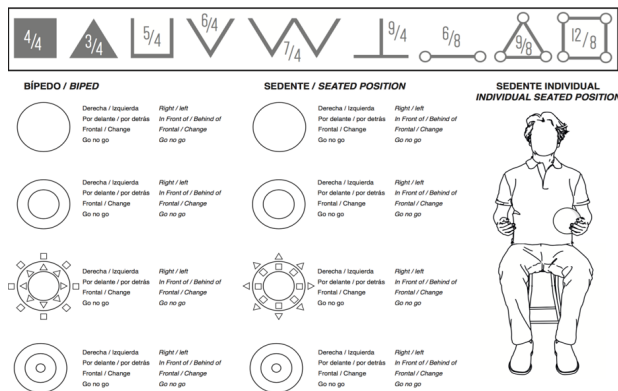 4/4 3/4 5/4 6/4 7/4 9/4 6/8 9/8 12/8
BÍPEDO / BIPED
Derecha / Izquierda Right / left
Por delante / por detrás In Front of / Behind of
Frontal / Change Frontal / Change
Go no go Go no go
Derecha / Izquierda Right / left
Por delante / por detrás In Front of / Behind of
Frontal / Change Frontal / Change
Go no go Go no go
Derecha / Izquierda Right / left
Por delante / por detrás In Front of / Behind of
Frontal / Change Frontal / Change
Go no go Go no go
Derecha / Izquierda Right / left
Por delante / por detrás In Front of / Behind of
Frontal / Change Frontal / Change
Go no go Go no go
SEDENTE / SEATED POSITION
Derecha / Izquierda Right / left
Por delante / por detrás In Front of / Behind of
Frontal / Change Frontal / Change
Go no go Go no go
Derecha / Izquierda Right / left
Por delante / por detrás In Front of / Behind of
Frontal / Change Frontal / Change
Go no go Go no go
Derecha / Izquierda Right / left
Por delante / por detrás In Front of / Behind of
Frontal / Change Frontal / Change
Go no go Go no go
Derecha / Izquierda Right / left
Por delante / por detrás In Front of / Behind of
Frontal / Change Frontal / Change
Go no go Go no go
SEDENTE INDIVIDUAL
INDIVIDUAL SEATED POSITION